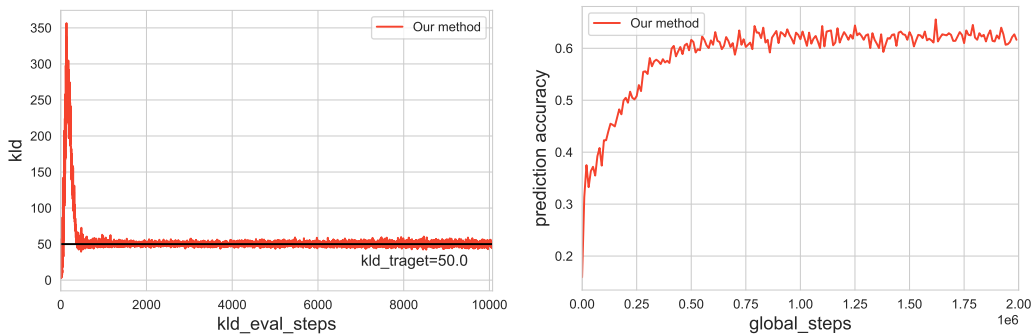 350
300
250
200
150
100
50
0
kld
Our method
kld_traget=50.0
0 2000 4000 6000 8000 10000
kld_eval_steps
0.6
0.5
0.4
0.3
0.2
prediction accuracy
Our method
0.00 0.25 0.50 0.75 1.00 1.25 1.50 1.75 2.00
1e6
global_steps